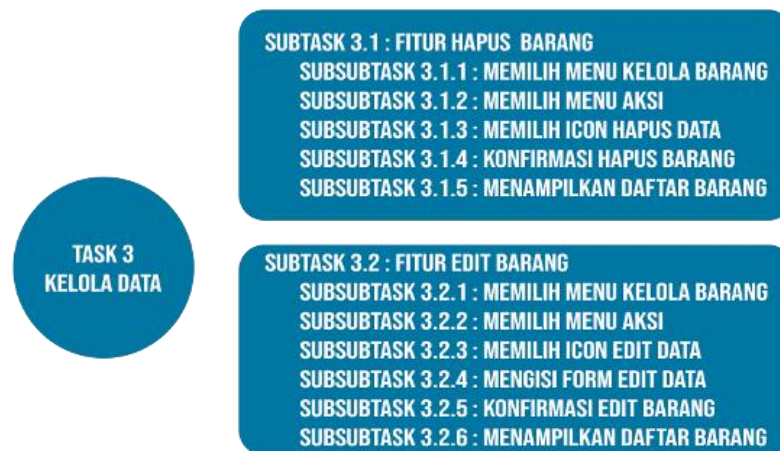 TASK 3
KELOLA DATA
SUBTASK 3.1 : FITUR HAPUS BARANG
SUBSUBTASK 3.1.1 : MEMILIH MENU KELOLA BARANG
SUBSUBTASK 3.1.2 : MEMILIH MENU AKSI
SUBSUBTASK 3.1.3 : MEMILIH ICON HAPUS DATA
SUBSUBTASK 3.1.4 : KONFIRMASI HAPUS BARANG
SUBSUBTASK 3.1.5 : MENAMPILKAN DAFTAR BARANG
SUBTASK 3.2 : FITUR EDIT BARANG
SUBSUBTASK 3.2.1 : MEMILIH MENU KELOLA BARANG
SUBSUBTASK 3.2.2 : MEMILIH MENU AKSI
SUBSUBTASK 3.2.3 : MEMILIH ICON EDIT DATA
SUBSUBTASK 3.2.4 : MENGISI FORM EDIT DATA
SUBSUBTASK 3.2.5 : KONFIRMASI EDIT BARANG
SUBSUBTASK 3.2.6 : MENAMPILKAN DAFTAR BARANG